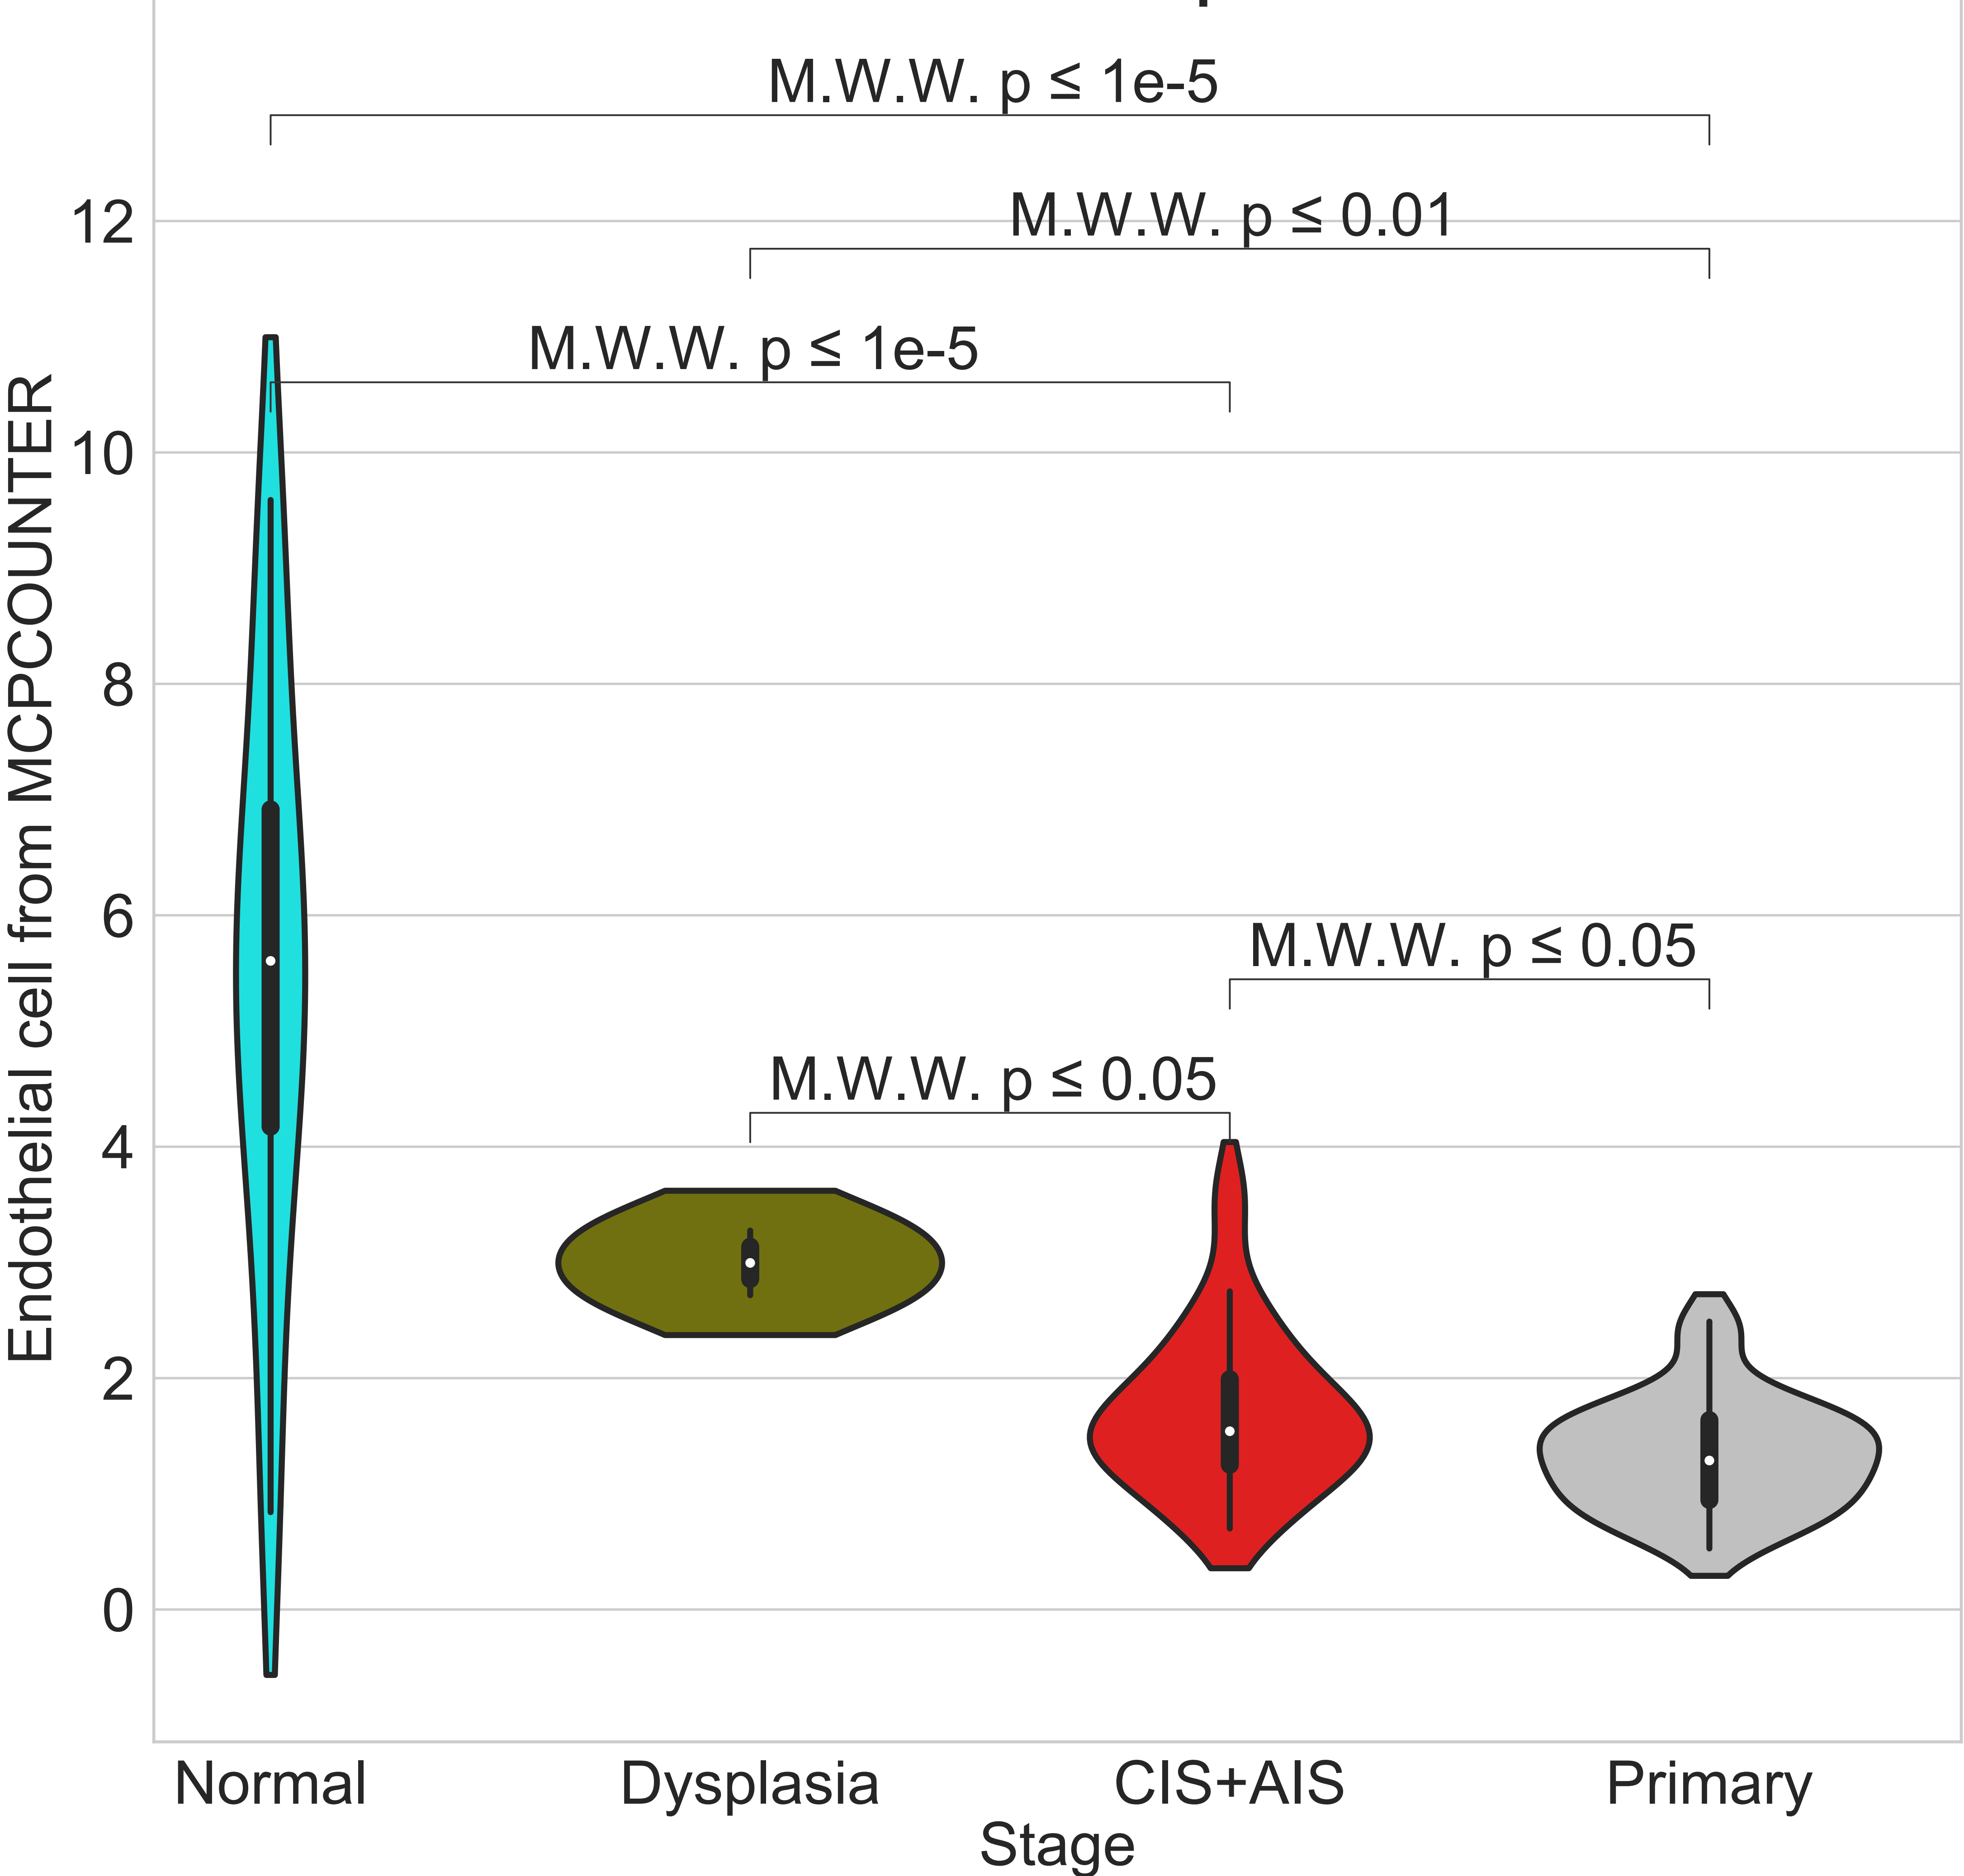 M.W.W. p ≤ 1e-5
M.W.W. p ≤ 0.01
M.W.W. p ≤ 1e-5
M.W.W. p ≤ 0.05
M.W.W. p ≤ 0.05
12
10
8
6
4
2
0
Endothelial cell from MCPCOUNTER
Normal
Dysplasia
CIS+AIS
Primary
Stage